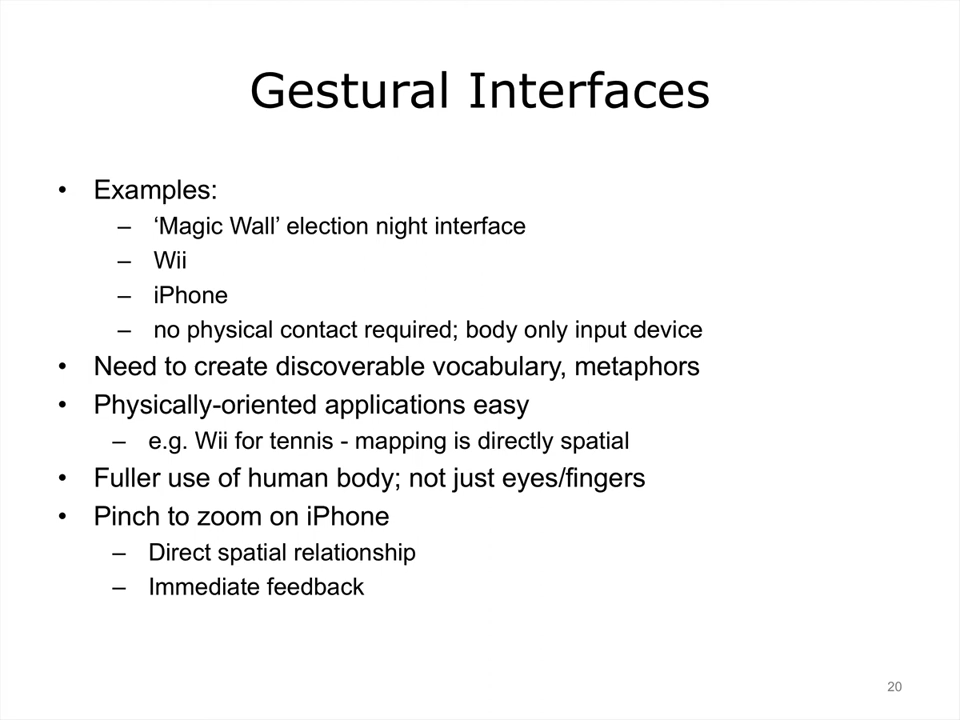 Gestural Interfaces
• Examples:
– ‘Magic Wall’ election night interface
– Wii
– iPhone
– no physical contact required; body only input device
• Need to create discoverable vocabulary, metaphors
• Physically-oriented applications easy
– e.g. Wii for tennis - mapping is directly spatial
• Fuller use of human body; not just eyes/fingers
• Pinch to zoom on iPhone
– Direct spatial relationship
– Immediate feedback
20